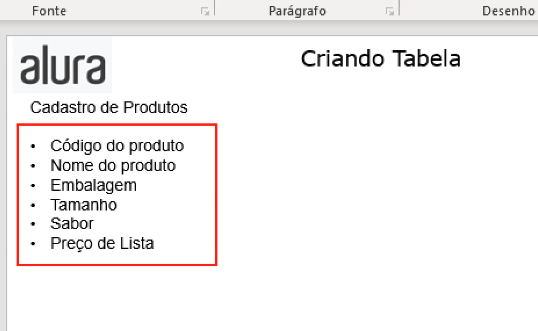 Fonte
Parágrafo
Desenho
alura
Criando Tabela
Cadastro de Produtos
• Código do produto
• Nome do produto
• Embalagem
• Tamanho
• Sabor
• Preço de Lista